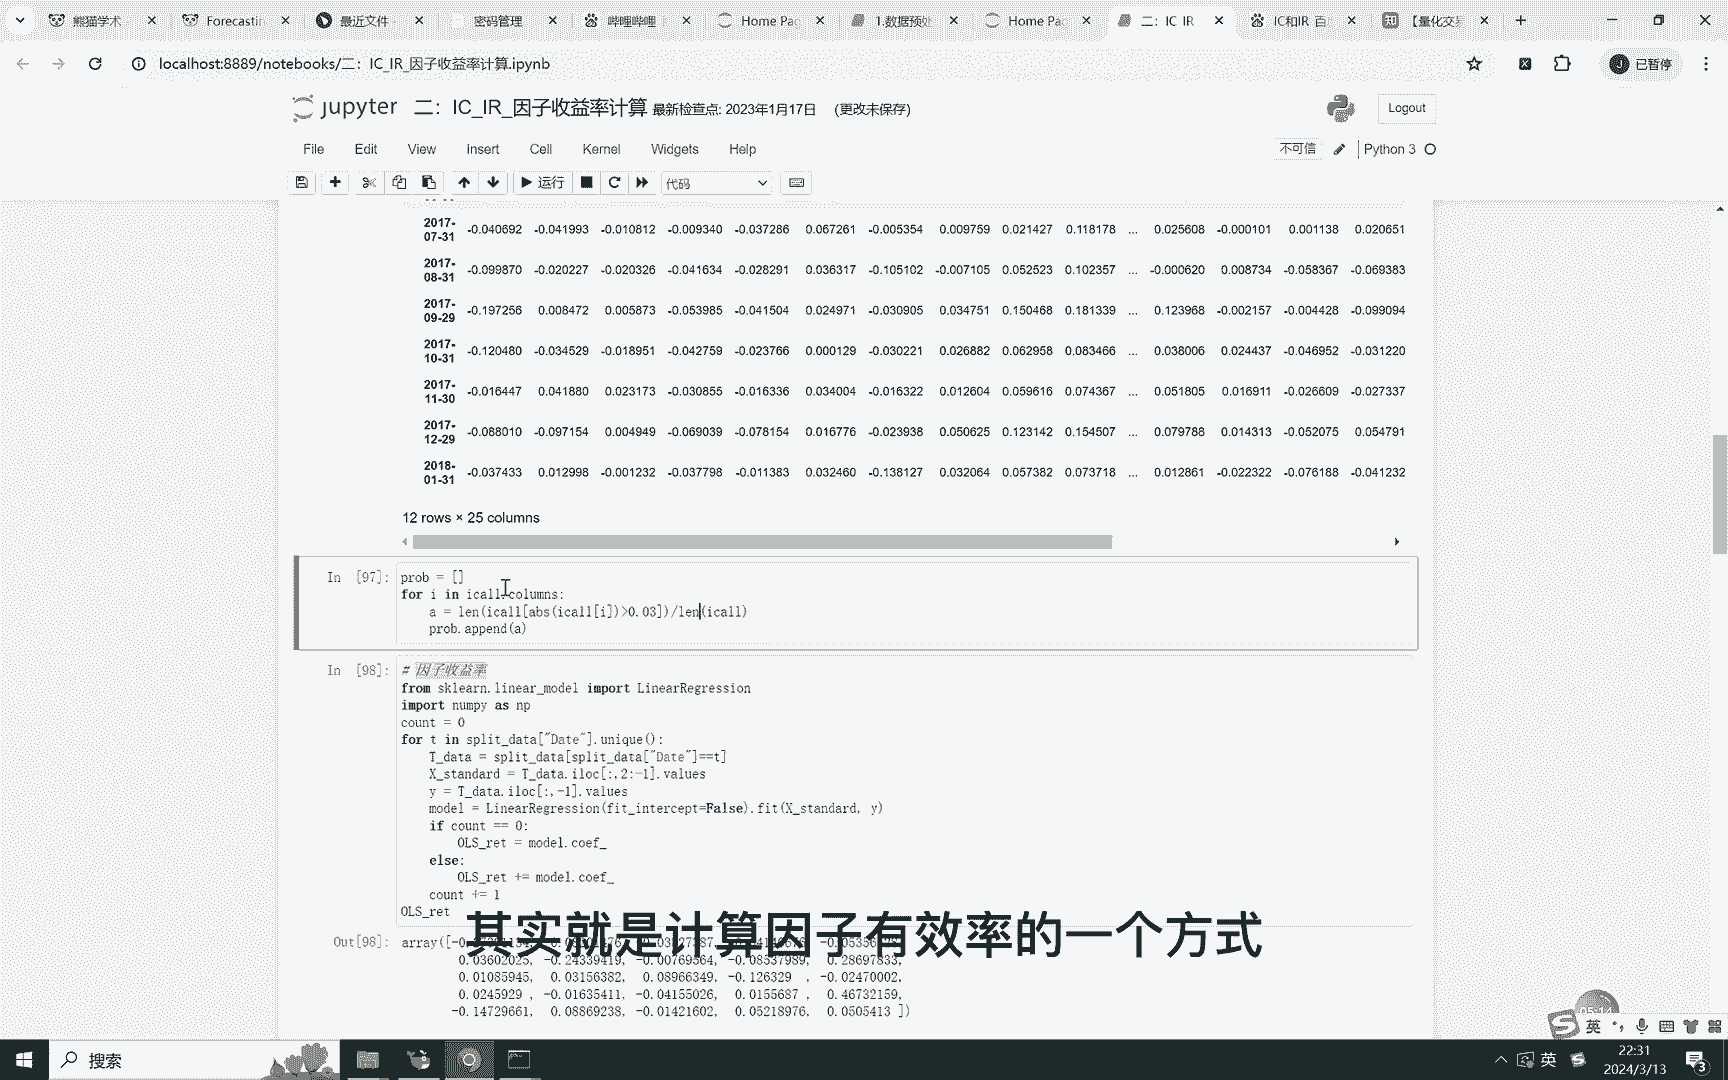 熊猫学术 -
Forecastin
最近文件 -
密码管理
哔哩哔哩
Home Pag
1.数据预处
Home Pag
二：IC_IR
IC和IR_百
【量化交易
localhost:8889/notebooks/二：IC_IR_因子收益率计算.ipynb
J 已暂停
jupyter 二：IC_IR_因子收益率计算 最新检查点: 2023年1月17日 (更改未保存)
Logout
File Edit View Insert Cell Kernel Widgets Help
不可信 Python 3
运行 代码
2017-07-31 -0.040692 -0.041993 -0.010812 -0.009340 -0.037286 0.067261 -0.005354 0.009759 0.021427 0.118178 ... 0.025608 -0.000101 0.001138 0.020651
2017-08-31 -0.099870 -0.020227 -0.020326 -0.041634 -0.028291 0.036317 -0.105102 -0.007105 0.052523 0.102357 ... -0.000620 0.008734 -0.058367 -0.069383
2017-09-29 -0.197256 0.008472 0.005873 -0.053985 -0.041504 0.024971 -0.030905 0.034751 0.150468 0.181339 ... 0.123968 -0.002157 -0.004428 -0.099094
2017-10-31 -0.120480 -0.034529 -0.018951 -0.042759 -0.023766 0.000129 -0.030221 0.026882 0.062958 0.083466 ... 0.038006 0.024437 -0.046952 -0.031220
2017-11-30 -0.016447 0.041880 0.023173 -0.030855 -0.016336 0.034004 -0.016322 0.012604 0.059616 0.074367 ... 0.051805 0.016911 -0.026609 -0.027337
2017-12-29 -0.088010 -0.097154 0.004949 -0.069039 -0.078154 0.016776 -0.023938 0.050625 0.123142 0.154507 ... 0.079788 0.014313 -0.052075 0.054791
2018-01-31 -0.037433 0.012998 -0.001232 -0.037798 -0.011383 0.032460 -0.138127 0.032064 0.057382 0.073718 ... 0.012861 -0.022322 -0.076188 -0.041232
12 rows × 25 columns
In [97]: prob = []
for i in icall.columns:
a = len(icall[abs(icall[i])>0.03])/len(icall)
prob.append(a)
In [98]: # 因子收益率
from sklearn.linear_model import LinearRegression
import numpy as np
count = 0
for t in split_data["Date"].unique():
T_data = split_data[split_data["Date"]==t]
X_standard = T_data.iloc[:,2:-1].values
y = T_data.iloc[:,-1].values
model = LinearRegression(fit_intercept=False).fit(X_standard, y)
if count == 0:
OLS_ret = model.coef_
else:
OLS_ret += model.coef_
count += 1
OLS_ret
其实就是计算因子有效率的一个方式
Out[98]: array([
0.03602025, -0.24339419, -0.00769564, -0.08537989, 0.28697833,
0.01085945, 0.03156382, 0.08966349, -0.126329 , -0.02470002,
0.0245929 , -0.01635411, -0.04155026, 0.0155687 , 0.46732159,
-0.14729661, 0.08869238, -0.01421602, 0.05218976, 0.0505413 ])
英
搜索
英
22:31
2024/3/13
3